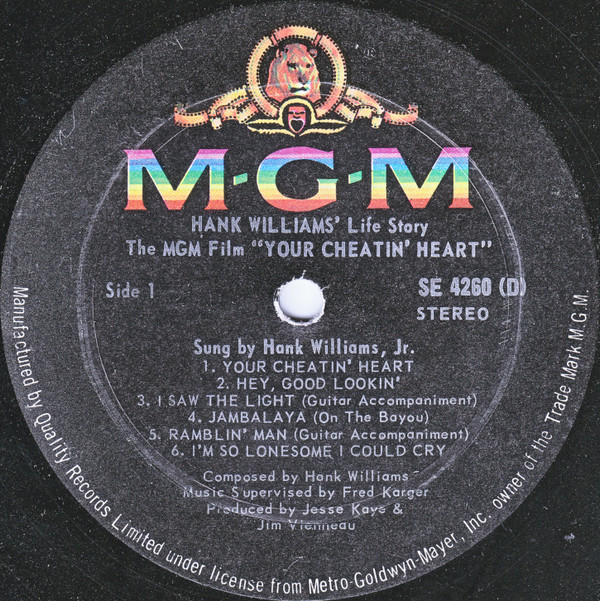 M-G-M
HANK WILLIAMS' Life Story
The MGM Film "YOUR CHEATIN' HEART"
Side 1
SE 4260 (D)
STEREO
Sung by Hank Williams, Jr.
1. YOUR CHEATIN' HEART
2. HEY, GOOD LOOKIN'
3. I SAW THE LIGHT (Guitar Accompaniment)
4. JAMBALAYA (On The Bayou)
5. RAMBLIN' MAN (Guitar Accompaniment)
6. I'M SO LONESOME I COULD CRY
Composed by Hank Williams
Music Supervised by Fred Karger
Produced by Jesse Kaye &
Jim Vienneau
Manufactured by Quality Records Limited under license from Metro-Goldwyn-Mayer, Inc. owner of the Trade Mark M.G.M.